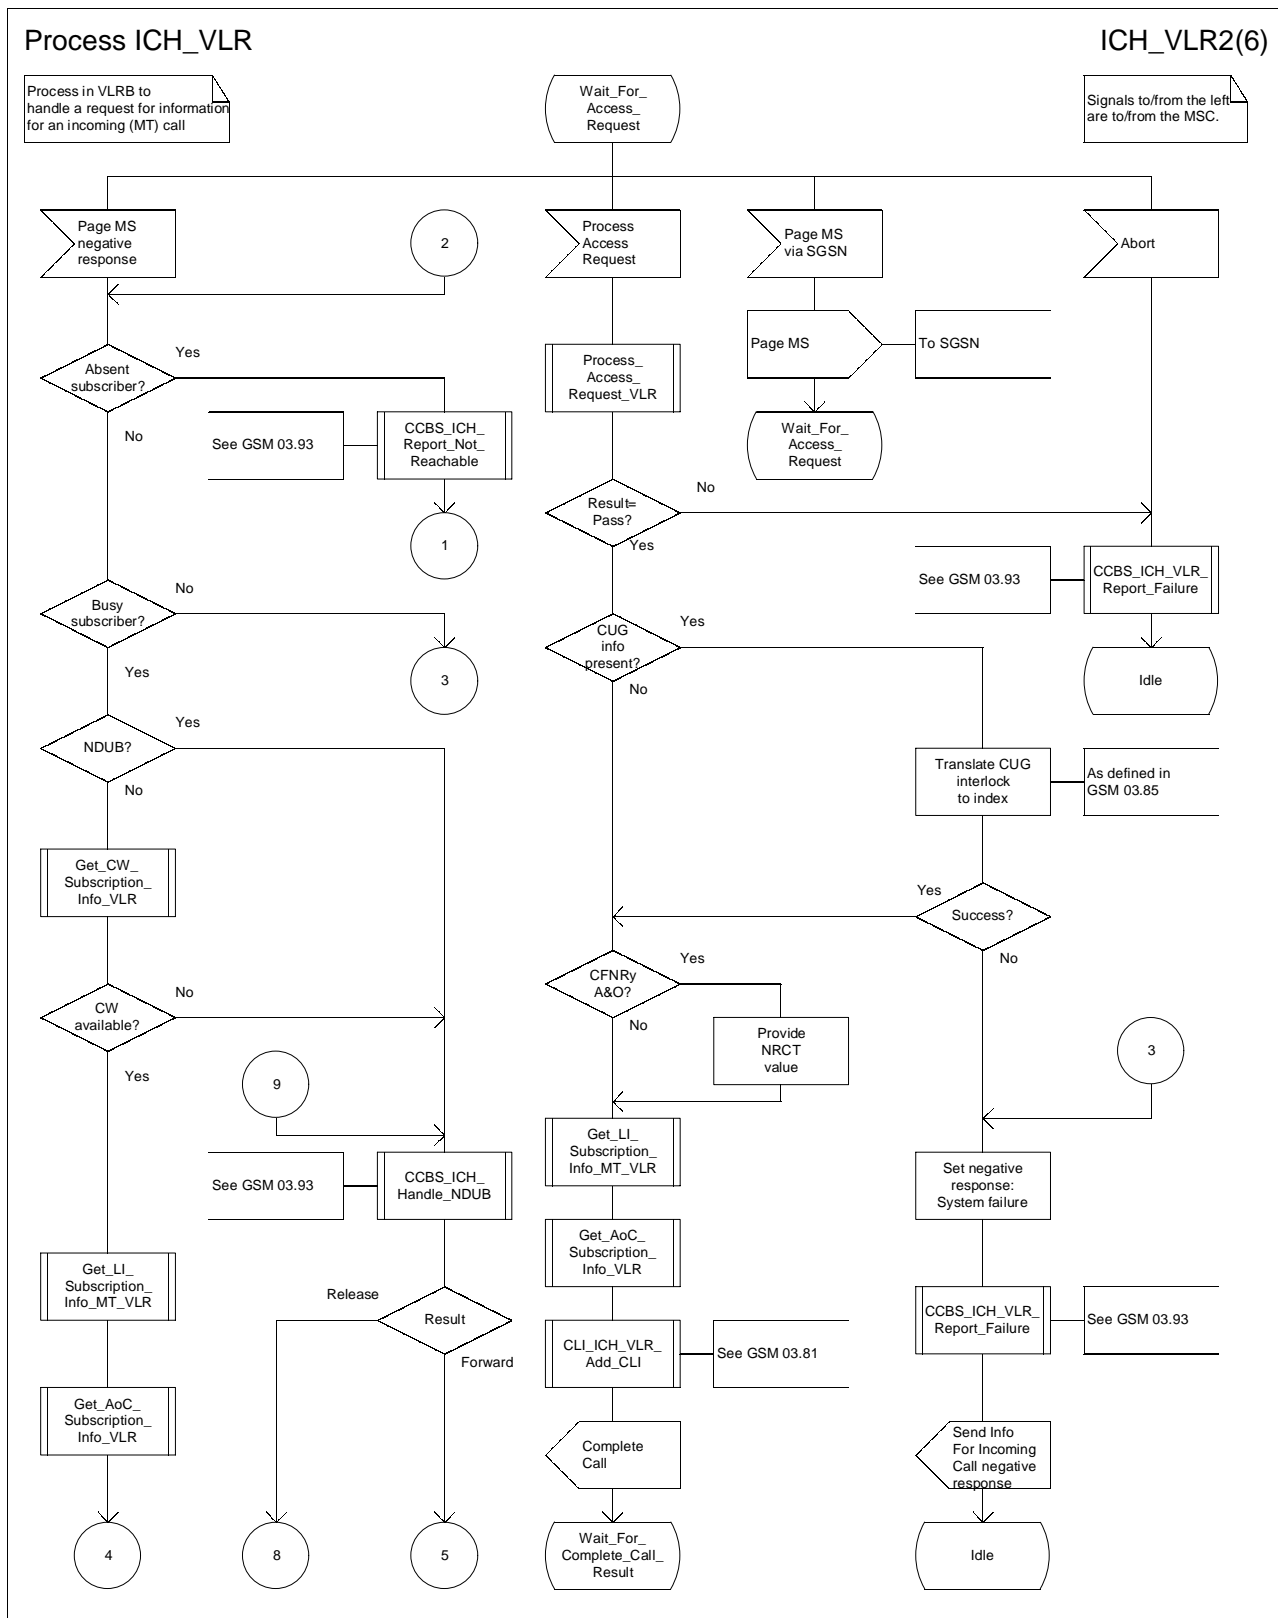 Process ICH_VLR
ICH_VLR2(6)
Process in VLRB to
handle a request for information
for an incoming (MT) call
Wait_For_
Access_
Request
Signals to/from the left
are to/from the MSC.
Page MS
negative
response
2
Process
Access
Request
Page MS
via SGSN
Abort
Page MS
To SGSN
Absent
subscriber?
Yes
No
Process_
Access_
Request_VLR
See GSM 03.93
CCBS_ICH_
Report_Not_
Reachable
Wait_For_
Access_
Request
1
Result=
Pass?
No
Yes
See GSM 03.93
CCBS_ICH_VLR_
Report_Failure
Busy
subscriber?
No
Yes
3
CUG
info
present?
Yes
No
Idle
NDUB?
Yes
No
Translate CUG
interlock
to index
As defined in
GSM 03.85
Get_CW_
Subscription_
Info_VLR
Success?
Yes
No
CW
available?
No
Yes
CFNRy
A&O?
Yes
No
Provide
NRCT
value
3
9
See GSM 03.93
CCBS_ICH_
Handle_NDUB
Get_LI_
Subscription_
Info_MT_VLR
Set negative
response:
System failure
Get_LI_
Subscription_
Info_MT_VLR
Release
Result
Forward
Get_AoC_
Subscription_
Info_VLR
CCBS_ICH_VLR_
Report_Failure
See GSM 03.93
CLI_ICH_VLR_
Add_CLI
See GSM 03.81
Get_AoC_
Subscription_
Info_VLR
Complete
Call
Send Info
For Incoming
Call negative
response
4
8
5
Wait_For_
Complete_Call_
Result
Idle